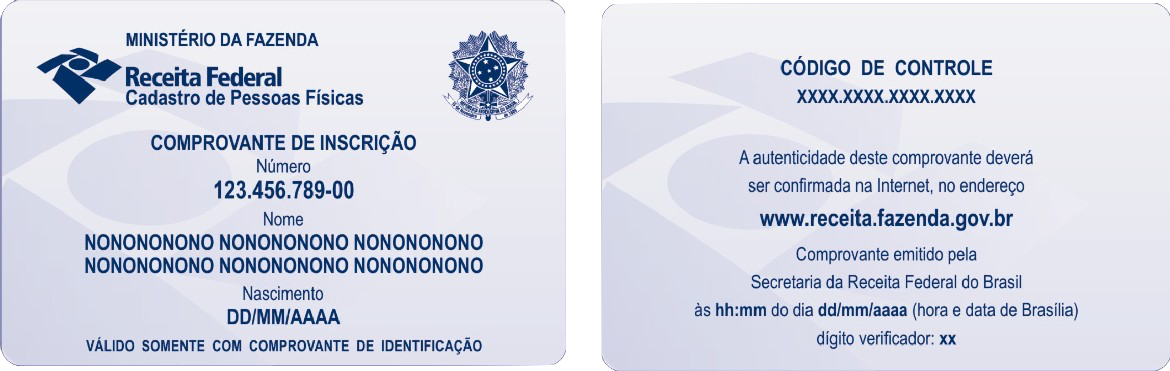 MINISTÉRIO DA FAZENDA
Receita Federal
Cadastro de Pessoas Físicas
COMPROVANTE DE INSCRIÇÃO
Número
123.456.789-00
Nome
NONONONONO NONONONONO NONONONONO
NONONONONO NONONONONO NONONONONO
Nascimento
DD/MM/AAAA
VÁLIDO SOMENTE COM COMPROVANTE DE IDENTIFICAÇÃO
CÓDIGO DE CONTROLE
XXXX.XXXX.XXXX.XXXX
A autenticidade deste comprovante deverá
ser confirmada na Internet, no endereço
www.receita.fazenda.gov.br
Comprovante emitido pela
Secretaria da Receita Federal do Brasil
às hh:mm do dia dd/mm/aaaa (hora e data de Brasília)
dígito verificador: xx